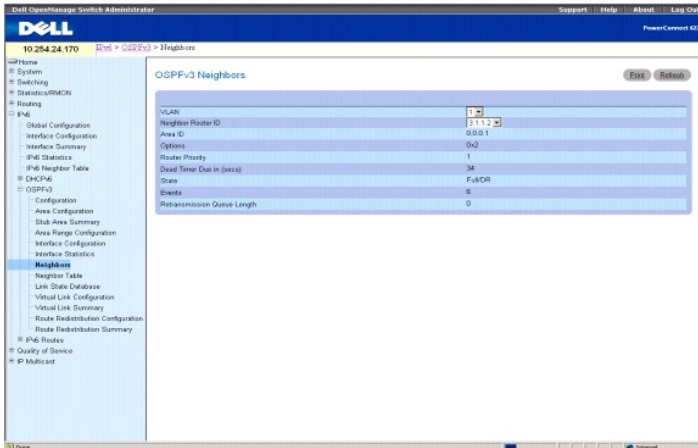 Dell OpenManage Switch Administrator
Support Help About Log Out
DELL
PowerConnect 62
10.254.24.170
IPv6 > OSPFv3 > Neighbors
Home
System
Switching
Statistics/RMON
Routing
IPv6
Global Configuration
Interface Configuration
Interface Summary
IPv6 Statistics
IPv6 Neighbor Table
DHCPv6
OSPFv3
Configuration
Area Configuration
Stub Area Summary
Area Range Configuration
Interface Configuration
Interface Statistics
Neighbors
Neighbor Table
Link State Database
Virtual Link Configuration
Virtual Link Summary
Route Redistribution Configuration
Route Redistribution Summary
IPv6 Routes
Quality of Service
IP Multicast
OSPFv3 Neighbors
Print Refresh
VLAN 1
Neighbor Router ID 3.1.1.2
Area ID 0.0.0.1
Options 0x2
Router Priority 1
Dead Timer Due in (secs) 34
State Full/DR
Events 6
Retransmission Queue Length 0
Done
Internet